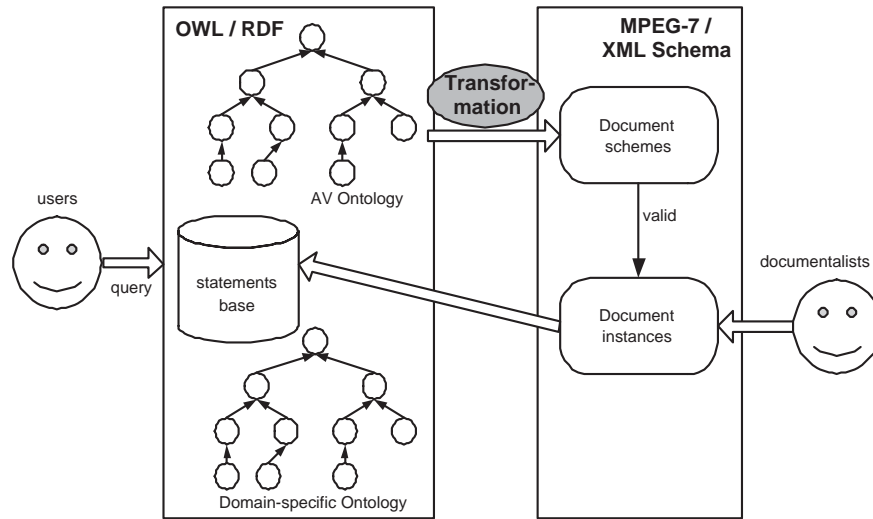 OWL / RDF
MPEG-7 /
XML Schema
Transfor-
mation
Document
schemes
AV Ontology
users
valid
documentalists
query
statements
base
Document
instances
Domain-specific Ontology